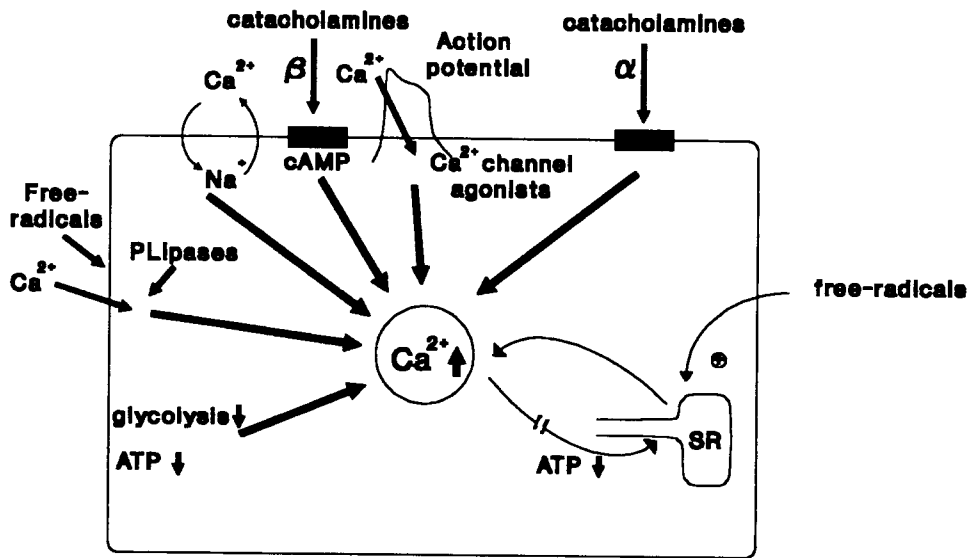 catacholamines
catacholamines
Action
potential
β
Ca²⁺
α
Ca²⁺
Na⁺
cAMP
Ca²⁺ channel
agonists
Free-
radicals
PLipases
Ca²⁺
free-radicals
Ca²⁺ ↑
⊕
glycolysis ↓
SR
ATP ↓
ATP ↓